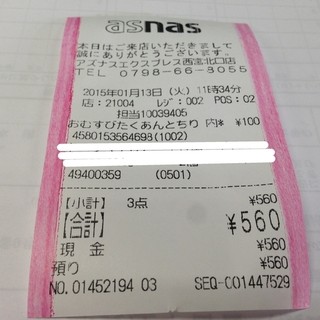 asnas
本日はご来店いただきまして
誠にありがとうございます。
アズナスエクスプレス西宮北口店
TEL 0798-66-3055
2015年01月13日（火）11時34分
店：21004 レジ：002 POS：02
担当10039405
おむすびたくあんとちり 内* ¥100
4580153564698(1002)
49400359 (0501)
【小計】 3点 ¥560
【合計】 ¥560
現金 ¥560
預り ¥560
NO.01452194 03 SEQ-C01447529